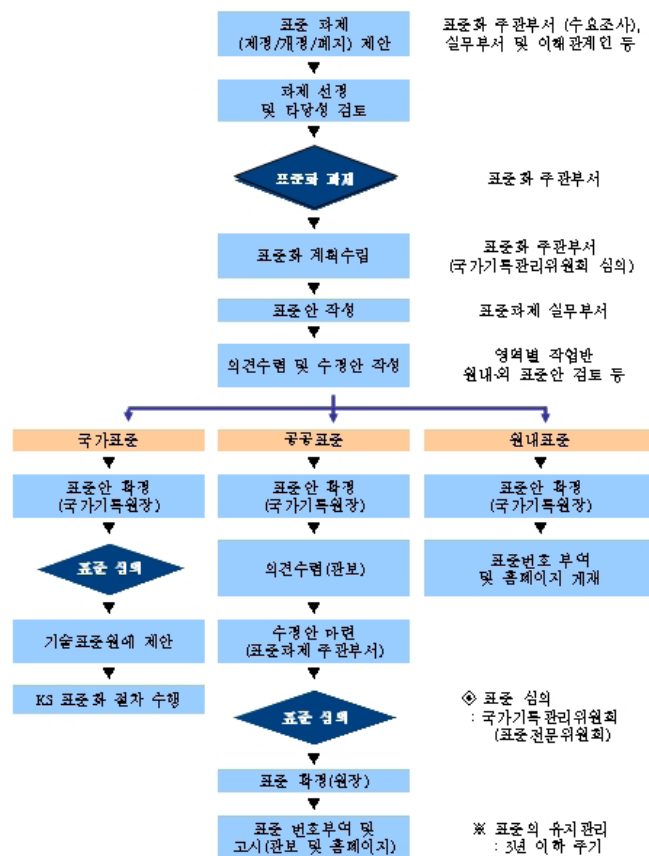 표준 과제
(제정/개정/폐지) 제안
표준화 주관부서 (수요조사),
실무부서 및 이해관계인 등
과제 선정
및 타당성 검토
표준화 과제
표준화 주관부서
표준화 계획수립
표준화 주관부서
(국가기록관리위원회 심의)
표준안 작성
표준과제 실무부서
의견수렴 및 수정안 작성
영역별 작업반
원내·외 표준안 검토 등
국가표준
공공표준
원내표준
표준안 확정
(국가기록원장)
표준안 확정
(국가기록원장)
표준안 확정
(국가기록원장)
표준 심의
의견수렴(관보)
표준번호 부여
및 홈페이지 게재
기술표준원에 제안
수정안 마련
(표준과제 주관부서)
KS 표준화 절차 수행
표준 심의
◈ 표준 심의
: 국가기록관리위원회
(표준전문위원회)
표준 확정(원장)
표준 번호부여 및
고시(관보 및 홈페이지)
※ 표준의 유지관리
: 3년 이하 주기